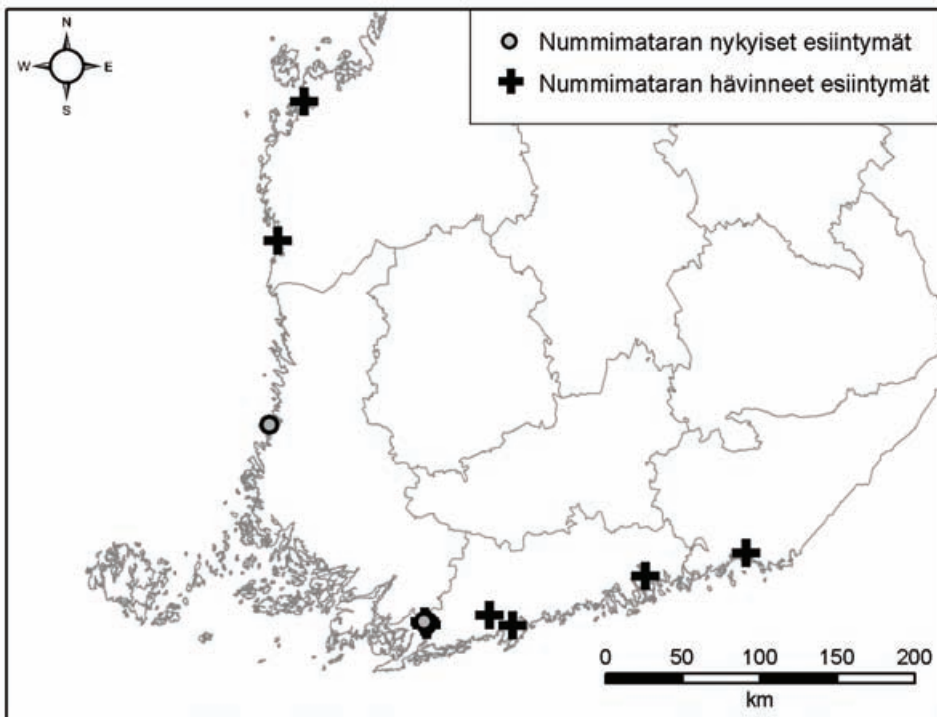 N
W E
S
Nummimataran nykyiset esiintymät
Nummimataran hävinneet esiintymät
0 50 100 150 200
km